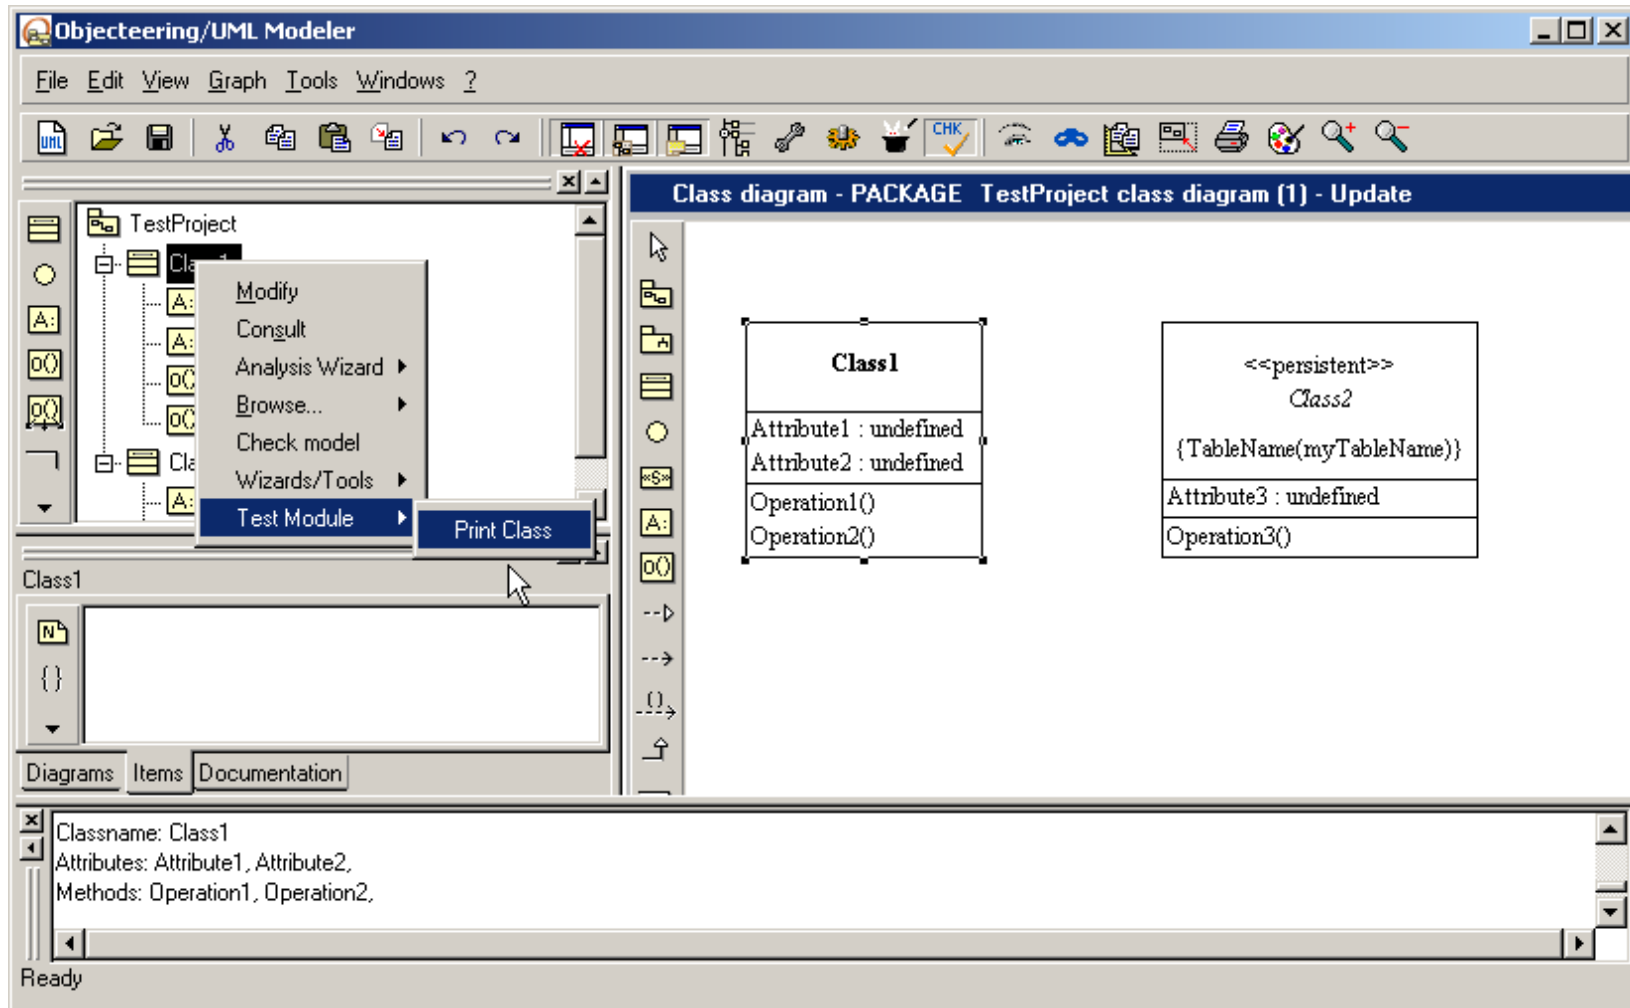 Objecteering/UML Modeler
File Edit View Graph Tools Windows ?
UML
CHK
Class diagram - PACKAGE TestProject class diagram (1) - Update
TestProject
Class1
A:
A:
o()
o()
A:
Modify
Consult
Analysis Wizard
Browse...
Check model
Wizards/Tools
Test Module
Print Class
Class1
N
{}
Diagrams Items Documentation
A:
o()
«S»
A:
o()
()
Class1
Attribute1 : undefined
Attribute2 : undefined
Operation1()
Operation2()
<<persistent>>
Class2
{TableName(myTableName)}
Attribute3 : undefined
Operation3()
Classname: Class1
Attributes: Attribute1, Attribute2,
Methods: Operation1, Operation2,
Ready